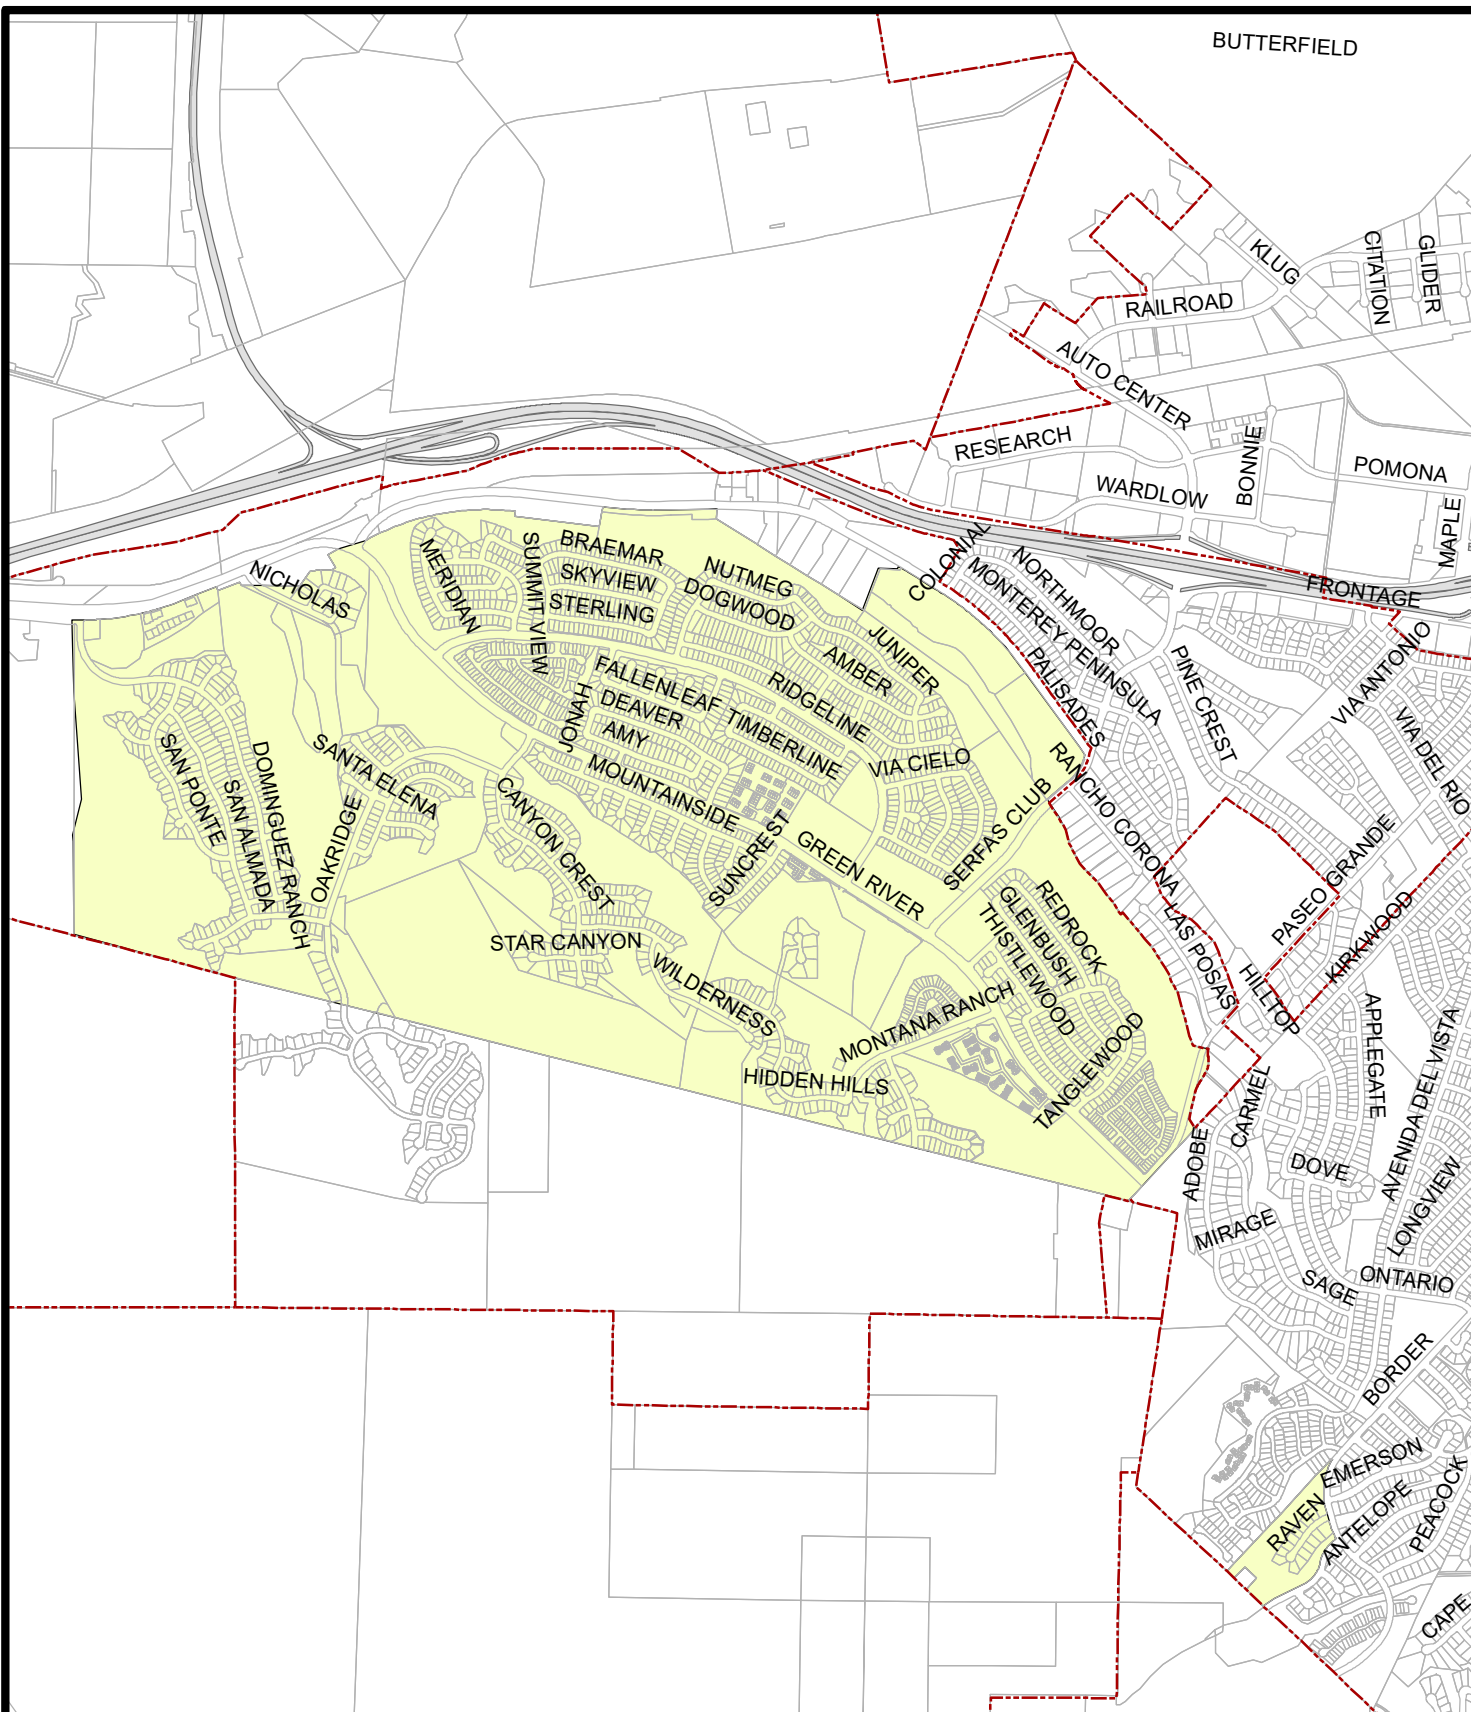 BUTTERFIELD
KLUG
CITATION
GLIDER
RAILROAD
AUTO CENTER
RESEARCH
BONNIE
POMONA
WARDLOW
MAPLE
COLONIAL
NORTHMOOR
MONTEREY PENINSULA
FRONTAGE
NICHOLAS
MERIDIAN
SUMMIT VIEW
BRAEMAR
SKYVIEW
STERLING
NUTMEG
DOGWOOD
JUNIPER
AMBER
PALISADES
PINE CREST
VIA ANTONIO
VIA DEL RIO
FALLENLEAF
DEAVER
AMY
JONAH
TIMBERLINE
RIDGELINE
VIA CIELO
MOUNTAINSIDE
SAN PONTE
SAN ALMADA
DOMINGUEZ RANCH
SANTA ELENA
OAKRIDGE
CANYON CREST
SUNCREST
GREEN RIVER
SERFAS CLUB
RANCHO CORONA
PASEO GRANDE
KIRKWOOD
STAR CANYON
WILDERNESS
REDROCK
GLENBUSH
THISTLEWOOD
LAS POSAS
HILLTOP
MONTANA RANCH
HIDDEN HILLS
TANGLEWOOD
APPLEGATE
AVENIDA DEL VISTA
CARMEL
ADOBE
DOVE
LONGVIEW
MIRAGE
SAGE
ONTARIO
BORDER
EMERSON
RAVEN
ANTELOPE
PEACOCK
CAPE